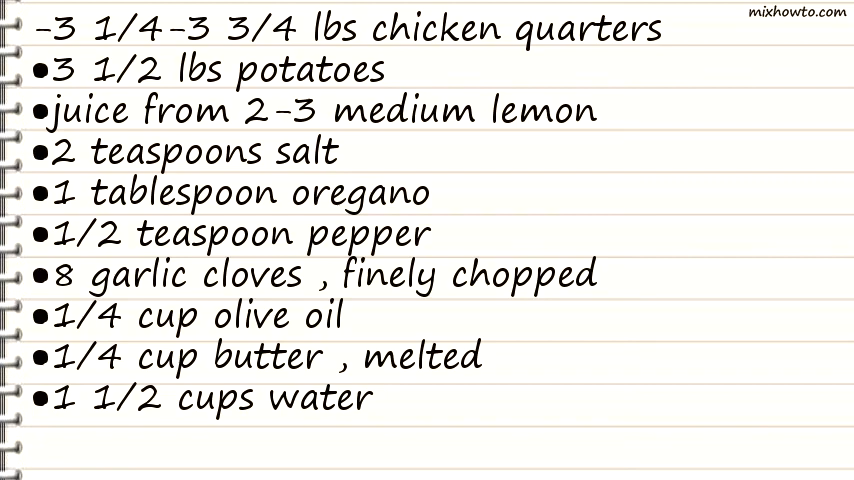 mixhowto.com
-3 1/4-3 3/4 lbs chicken quarters
•3 1/2 lbs potatoes
•juice from 2-3 medium lemon
•2 teaspoons salt
•1 tablespoon oregano
•1/2 teaspoon pepper
•8 garlic cloves , finely chopped
•1/4 cup olive oil
•1/4 cup butter , melted
•1 1/2 cups water